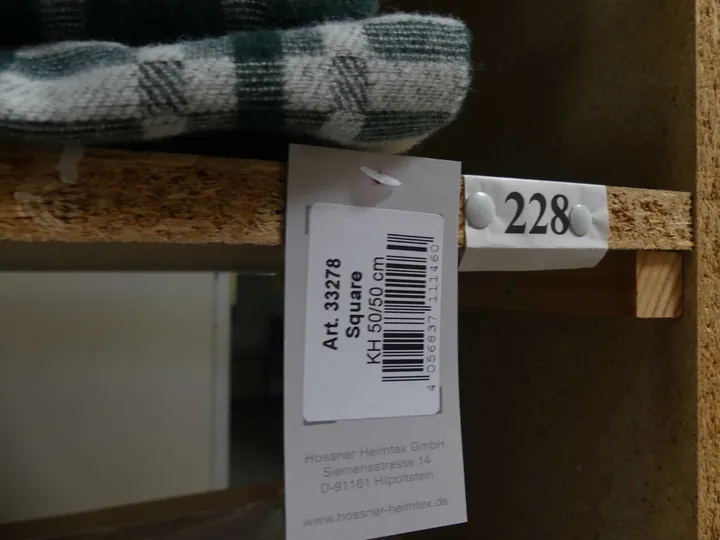 Art. 33278
Square
KH 50/50 cm
4 056837 111460
Hossner Heimtex GmbH
Siemensstrasse 14
D-91161 Hilpoltstein
www.hossner-heimtex.de
228